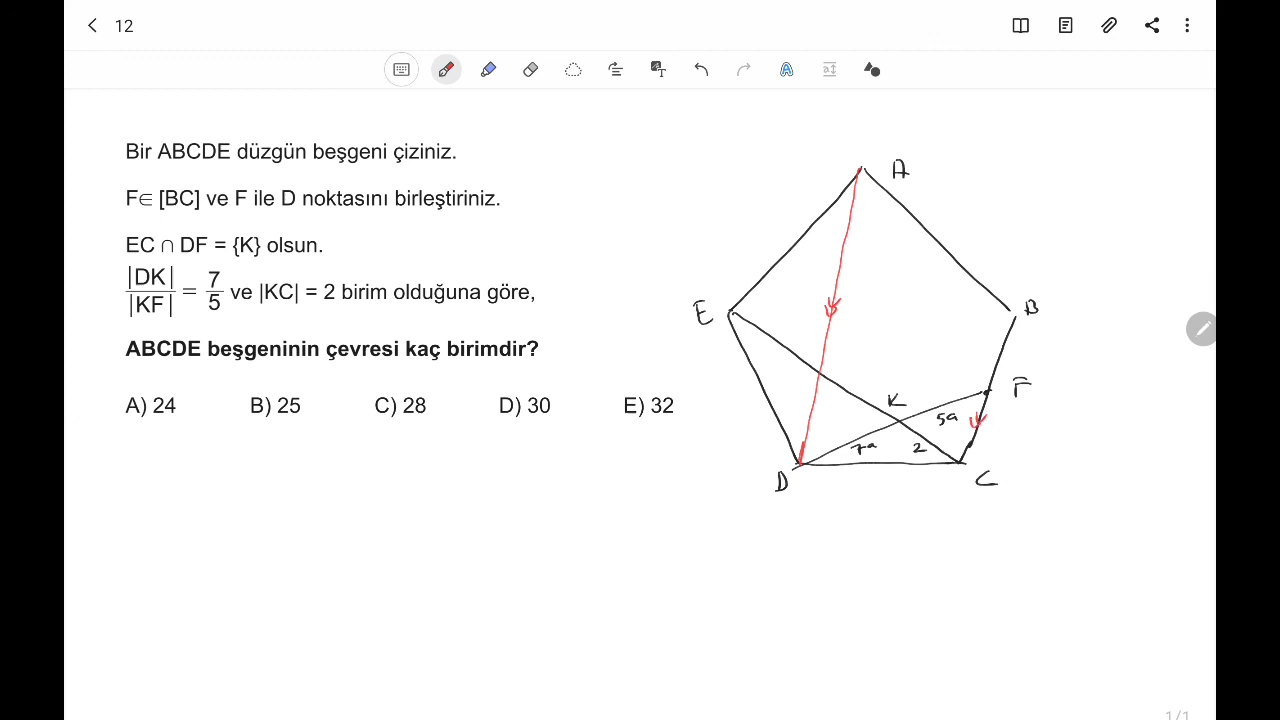 12
Bir ABCDE düzgün beşgeni çiziniz.
F∈ [BC] ve F ile D noktasını birleştiriniz.
EC ∩ DF = {K} olsun.
|DK|/|KF| = 7/5 ve |KC| = 2 birim olduğuna göre,
ABCDE beşgeninin çevresi kaç birimdir?
A) 24 B) 25 C) 28 D) 30 E) 32
A
E
B
F
K
5a
7a
2
D
C
1/1